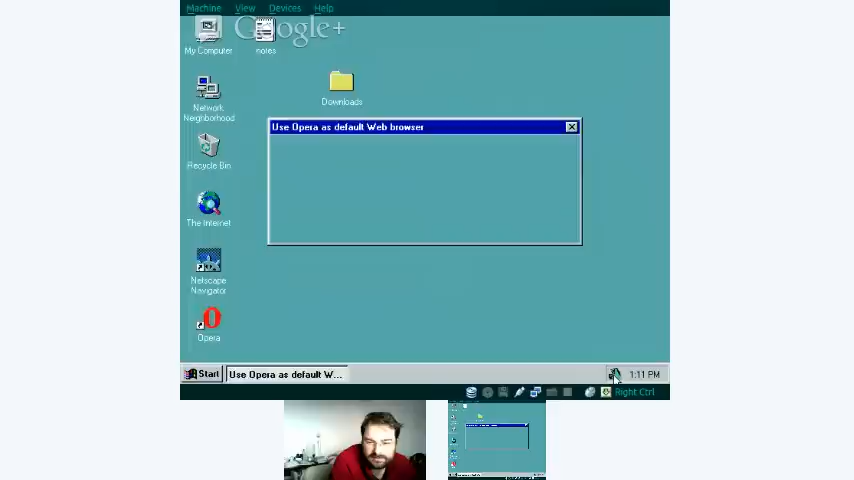 Machine View Devices Help
Google+
My Computer
notes
Downloads
Network
Neighborhood
Use Opera as default Web browser
Recycle Bin
The Internet
Netscape
Navigator
Opera
Start
Use Opera as default W...
1:11 PM
Right Ctrl